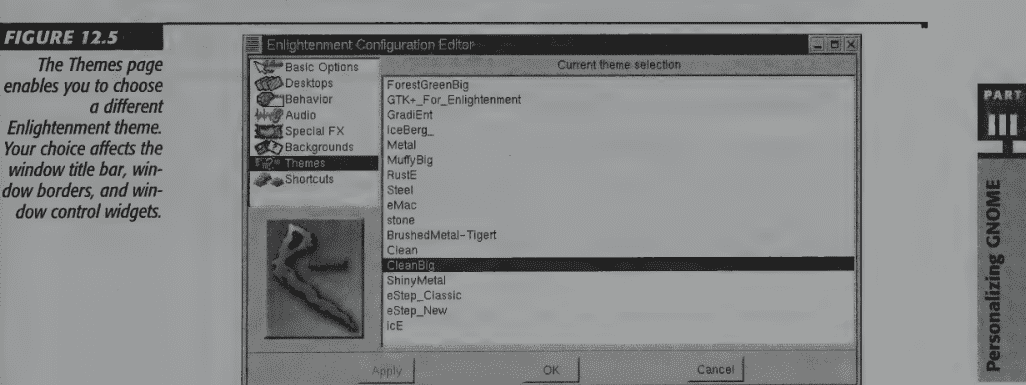 FIGURE 12.5
The Themes page
enables you to choose
a different
Enlightenment theme.
Your choice affects the
window title bar, win-
dow borders, and win-
dow control widgets.
Enlightenment Configuration Editor
Basic Options
Desktops
Behavior
Audio
Special FX
Backgrounds
Themes
Shortcuts
Current theme selection
ForestGreenBig
GTK+_For_Enlightenment
GradiEnt
IceBerg_
Metal
MuffyBig
RustE
Steel
eMac
stone
BrushedMetal-Tigert
Clean
CleanBig
ShinyMetal
eStep_Classic
eStep_New
icE
Apply
OK
Cancel
PART
III
Personalizing GNOME